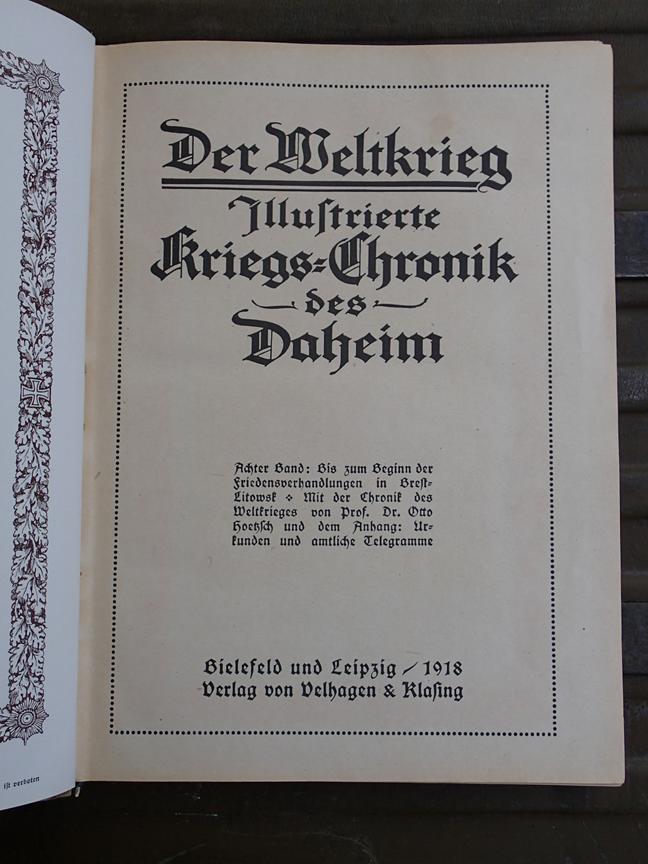 Der Weltkrieg
Illustrierte
Kriegs-Chronik
des
Daheim
Achter Band: Bis zum Beginn der
Friedensverhandlungen in Brest-
Litowsk ❖ Mit der Chronik des
Weltkrieges von Prof. Dr. Otto
Hoetzsch und dem Anhang: Ur-
kunden und amtliche Telegramme
Bielefeld und Leipzig / 1918
Verlag von Velhagen & Klasing
ist verboten